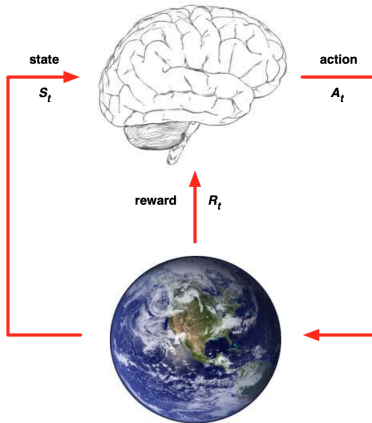 state
action
S_t
A_t
reward
R_t